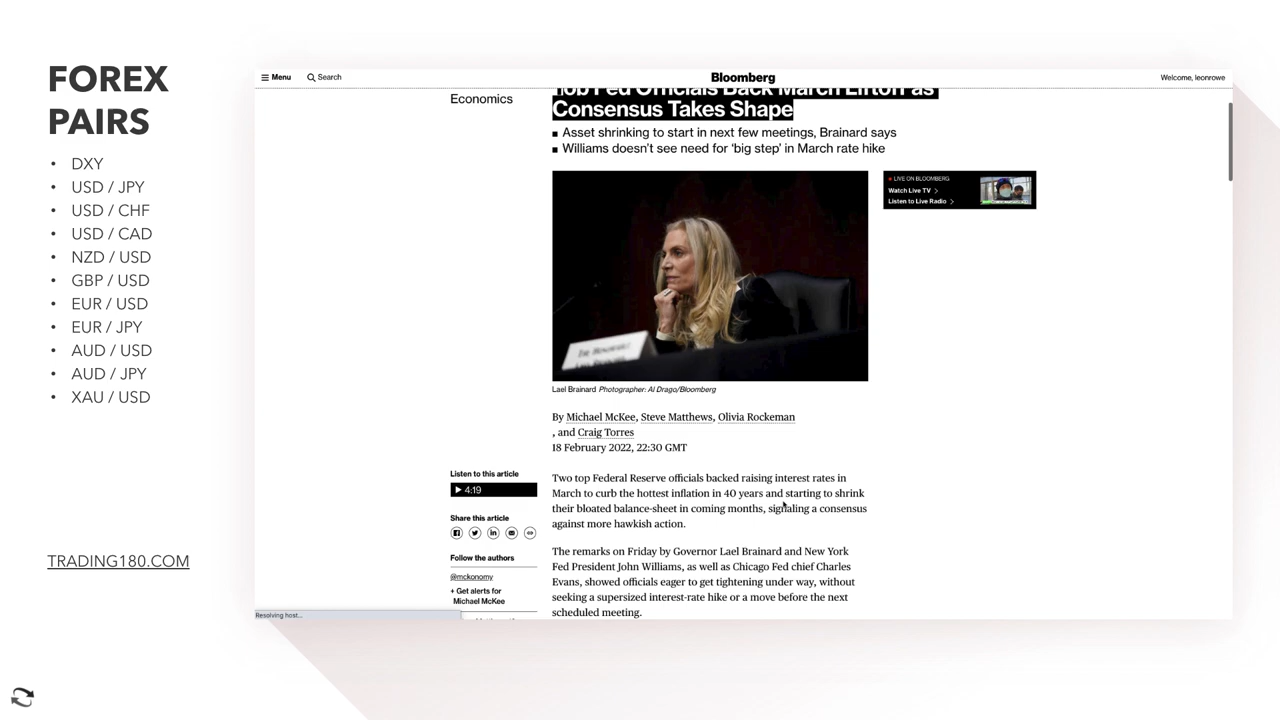 FOREX
PAIRS
• DXY
• USD / JPY
• USD / CHF
• USD / CAD
• NZD / USD
• GBP / USD
• EUR / USD
• EUR / JPY
• AUD / USD
• AUD / JPY
• XAU / USD
TRADING180.COM
Menu
Search
Bloomberg
Welcome, leonrowe
Economics
Top Fed Officials Back March Liftoff as
Consensus Takes Shape
Asset shrinking to start in next few meetings, Brainard says
Williams doesn't see need for 'big step' in March rate hike
LIVE ON BLOOMBERG
Watch Live TV >
Listen to Live Radio >
Lael Brainard Photographer: Al Drago/Bloomberg
By Michael McKee, Steve Matthews, Olivia Rockeman
, and Craig Torres
18 February 2022, 22:30 GMT
Listen to this article
4:19
Share this article
Follow the authors
@mckonomy
+ Get alerts for
Michael McKee
Two top Federal Reserve officials backed raising interest rates in
March to curb the hottest inflation in 40 years and starting to shrink
their bloated balance-sheet in coming months, signaling a consensus
against more hawkish action.
The remarks on Friday by Governor Lael Brainard and New York
Fed President John Williams, as well as Chicago Fed chief Charles
Evans, showed officials eager to get tightening under way, without
seeking a supersized interest-rate hike or a move before the next
scheduled meeting.
Resolving host...